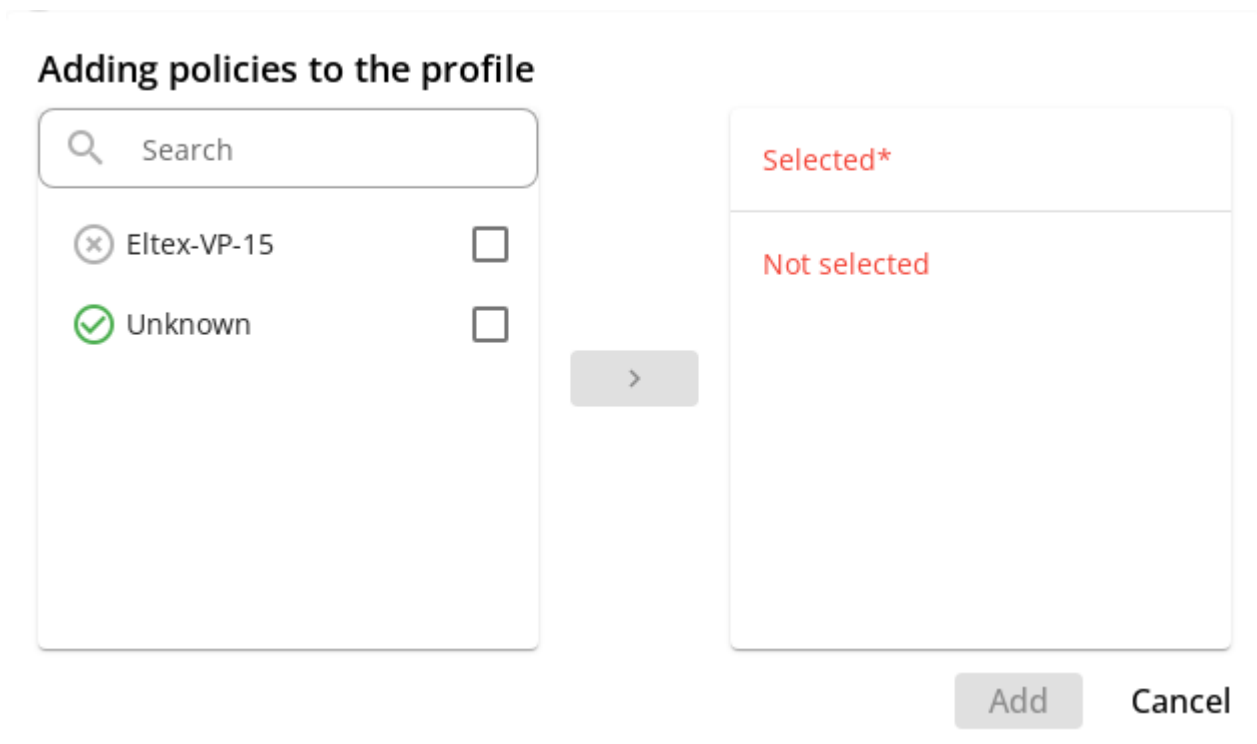 Adding policies to the profile
Search
Eltex-VP-15
Unknown
Selected*
Not selected
Add
Cancel